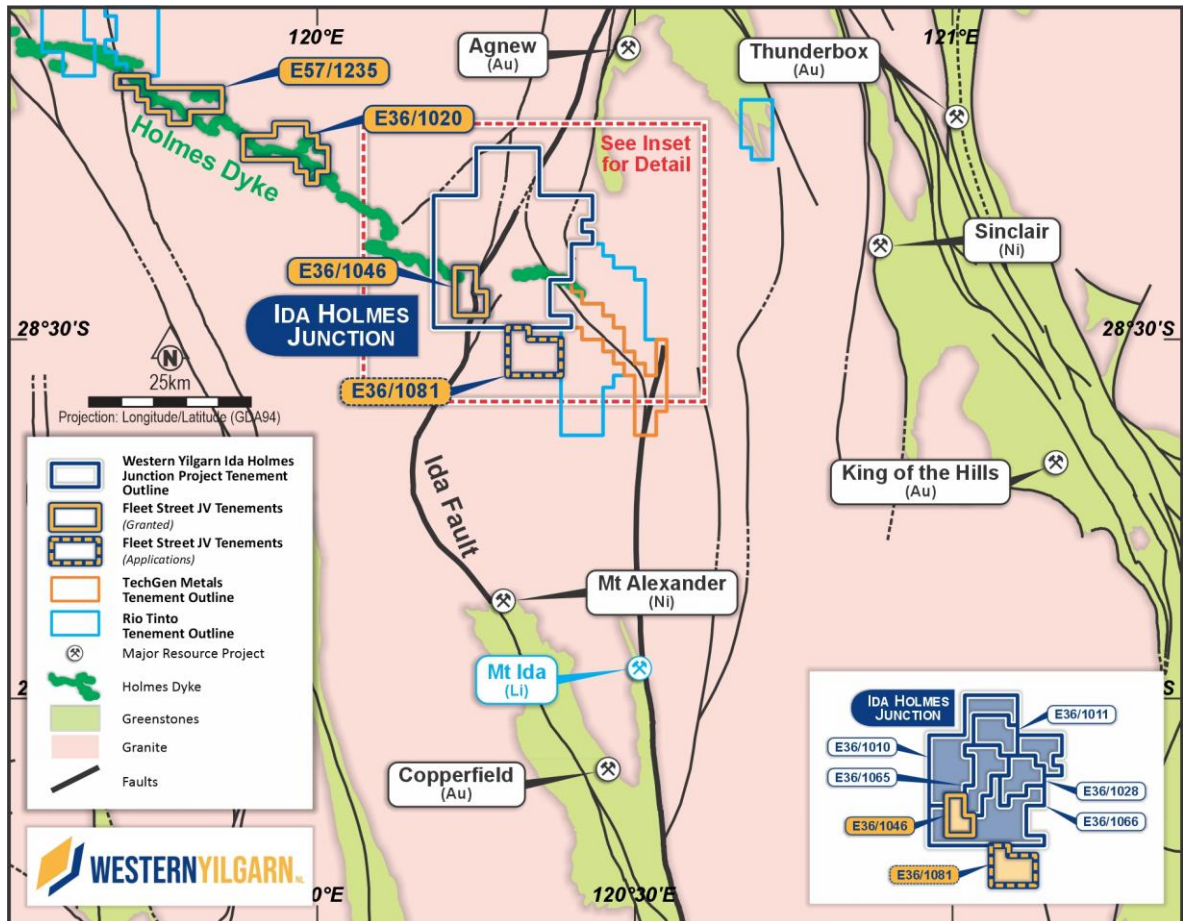 120°E
121°E
Agnew
(Au)
Thunderbox
(Au)
E57/1235
E36/1020
Holmes Dyke
See Inset
for Detail
Sinclair
(Ni)
E36/1046
IDA HOLMES
JUNCTION
28°30'S
28°30'S
N
25km
E36/1081
Projection: Longitude/Latitude (GDA94)
Ida Fault
King of the Hills
(Au)
Western Yilgarn Ida Holmes
Junction Project Tenement
Outline
Fleet Street JV Tenements
(Granted)
Fleet Street JV Tenements
(Applications)
TechGen Metals
Tenement Outline
Rio Tinto
Tenement Outline
Major Resource Project
Holmes Dyke
Greenstones
Granite
Faults
Mt Alexander
(Ni)
Mt Ida
(Li)
Copperfield
(Au)
IDA HOLMES
JUNCTION
E36/1011
E36/1010
E36/1065
E36/1028
E36/1046
E36/1066
E36/1081
WESTERNYILGARN NL
120°30'E